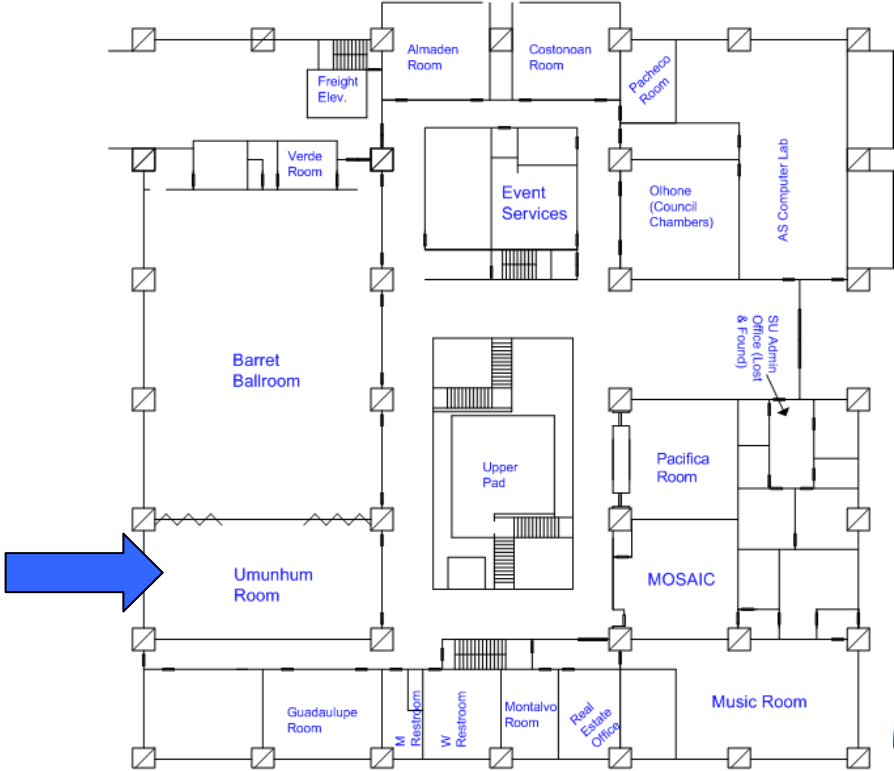 Almaden
Room
Costonoan
Room
Pacheco
Room
Freight
Elev.
Verde
Room
Event
Services
Olhone
(Council
Chambers)
AS Computer Lab
SU Admin
Office (Lost
& Found)
Barret
Ballroom
Upper
Pad
Pacifica
Room
Umunhum
Room
MOSAIC
Guadaulupe
Room
M
Restroom
W
Restroom
Montalvo
Room
Real
Estate
Office
Music Room